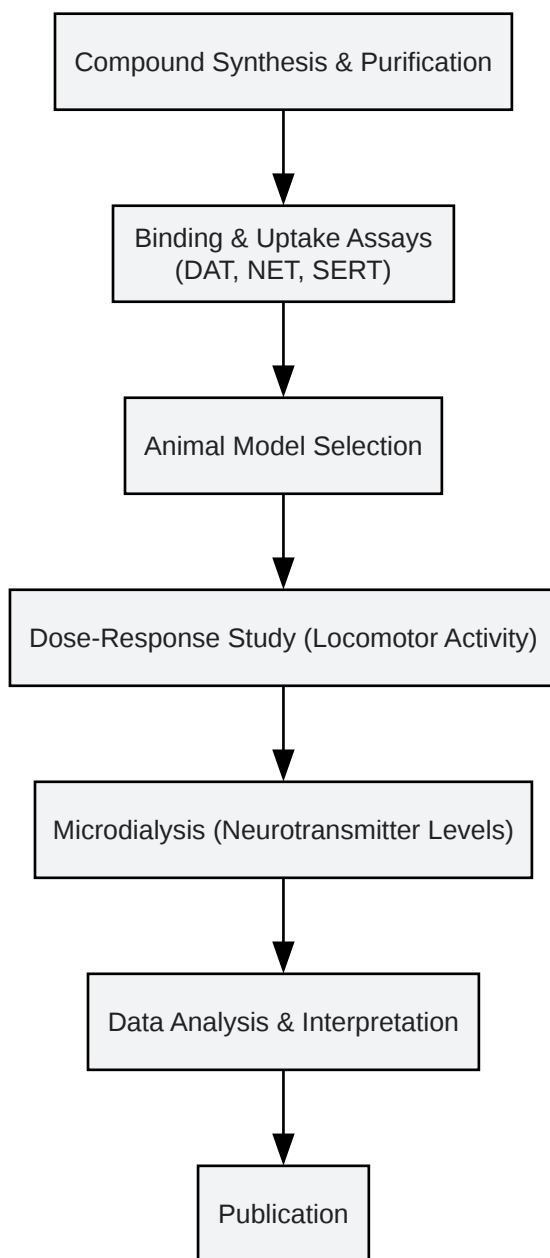 Compound Synthesis & Purification
Binding & Uptake Assays
(DAT, NET, SERT)
Animal Model Selection
Dose-Response Study (Locomotor Activity)
Microdialysis (Neurotransmitter Levels)
Data Analysis & Interpretation
Publication